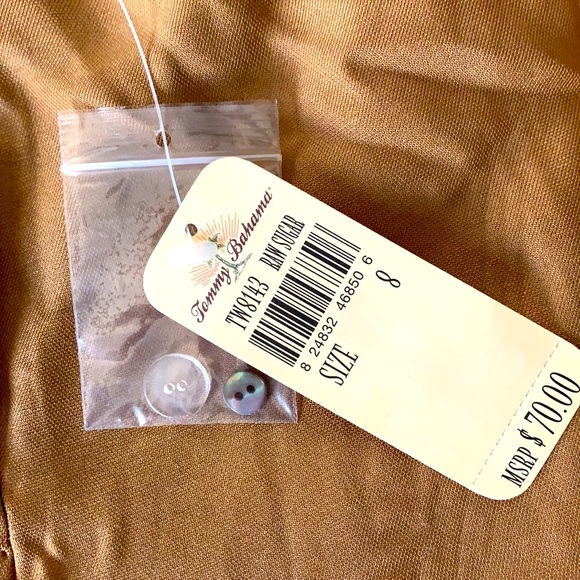 Tommy Bahama®
TW8143 RAW SUGAR
8 24832 46850 6
SIZE 8
MSRP $ 70.00